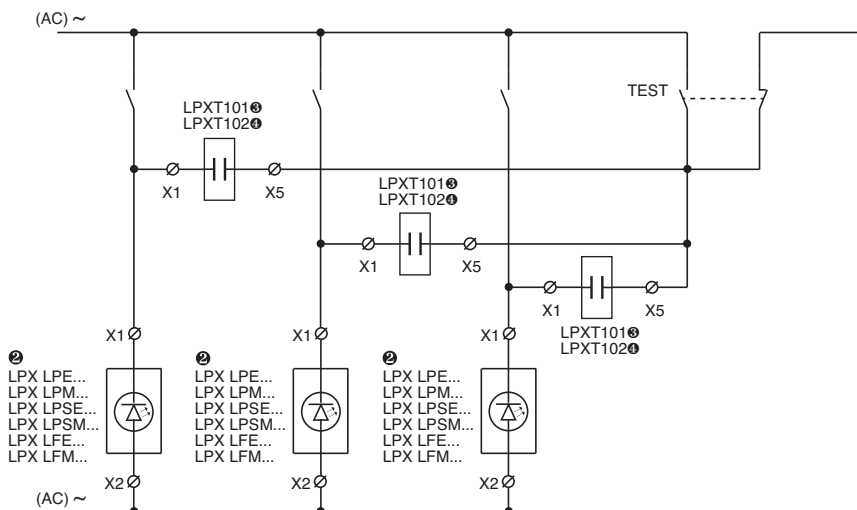 (AC) ~
TEST
LPXT101❸
LPXT102❹
X1
X5
LPXT101❸
LPXT102❹
X1
X5
X1
X5
LPXT101❸
LPXT102❹
X1
X1
X1
❷
LPX LPE...
LPX LPM...
LPX LPSE...
LPX LPSM...
LPX LFE...
LPX LFM...
❷
LPX LPE...
LPX LPM...
LPX LPSE...
LPX LPSM...
LPX LFE...
LPX LFM...
❷
LPX LPE...
LPX LPM...
LPX LPSE...
LPX LPSM...
LPX LFE...
LPX LFM...
X2
X2
X2
(AC) ~